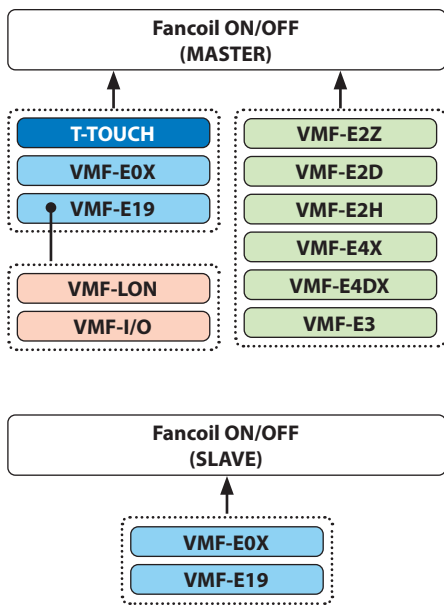 Fancoil ON/OFF
(MASTER)
T-TOUCH
VMF-E0X
VMF-E19
VMF-LON
VMF-I/O
VMF-E2Z
VMF-E2D
VMF-E2H
VMF-E4X
VMF-E4DX
VMF-E3
Fancoil ON/OFF
(SLAVE)
VMF-E0X
VMF-E19